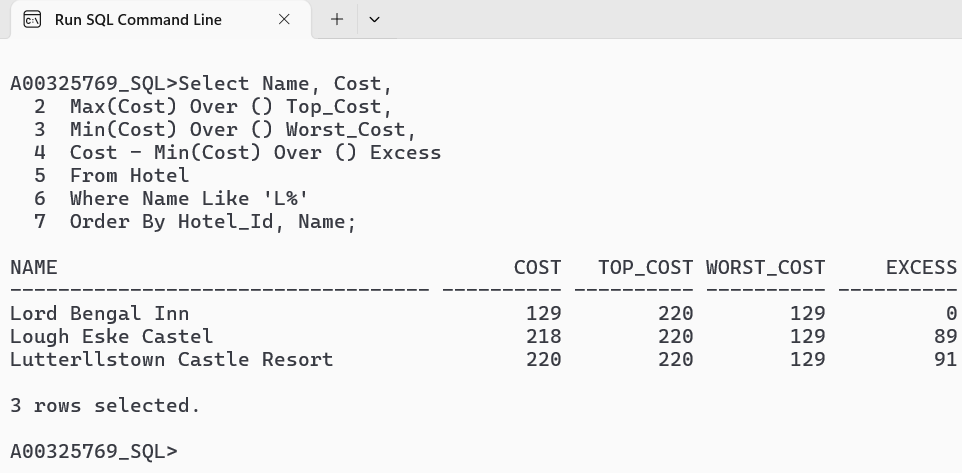 Run SQL Command Line
A00325769_SQL>Select Name, Cost,
2 Max(Cost) Over () Top_Cost,
3 Min(Cost) Over () Worst_Cost,
4 Cost - Min(Cost) Over () Excess
5 From Hotel
6 Where Name Like 'L%'
7 Order By Hotel_Id, Name;
NAME COST TOP_COST WORST_COST EXCESS
----------------------------------- ---------- ---------- ---------- ----------
Lord Bengal Inn 129 220 129 0
Lough Eske Castel 218 220 129 89
Lutterllstown Castle Resort 220 220 129 91
3 rows selected.
A00325769_SQL>